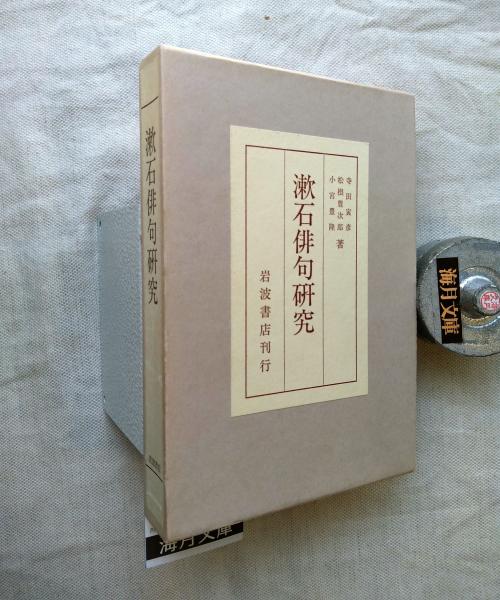 寺田寅彦
松根豊次郎
小宮豊隆
著
漱石俳句研究
岩波書店刊行
漱石俳句研究
海月文庫
海月文庫